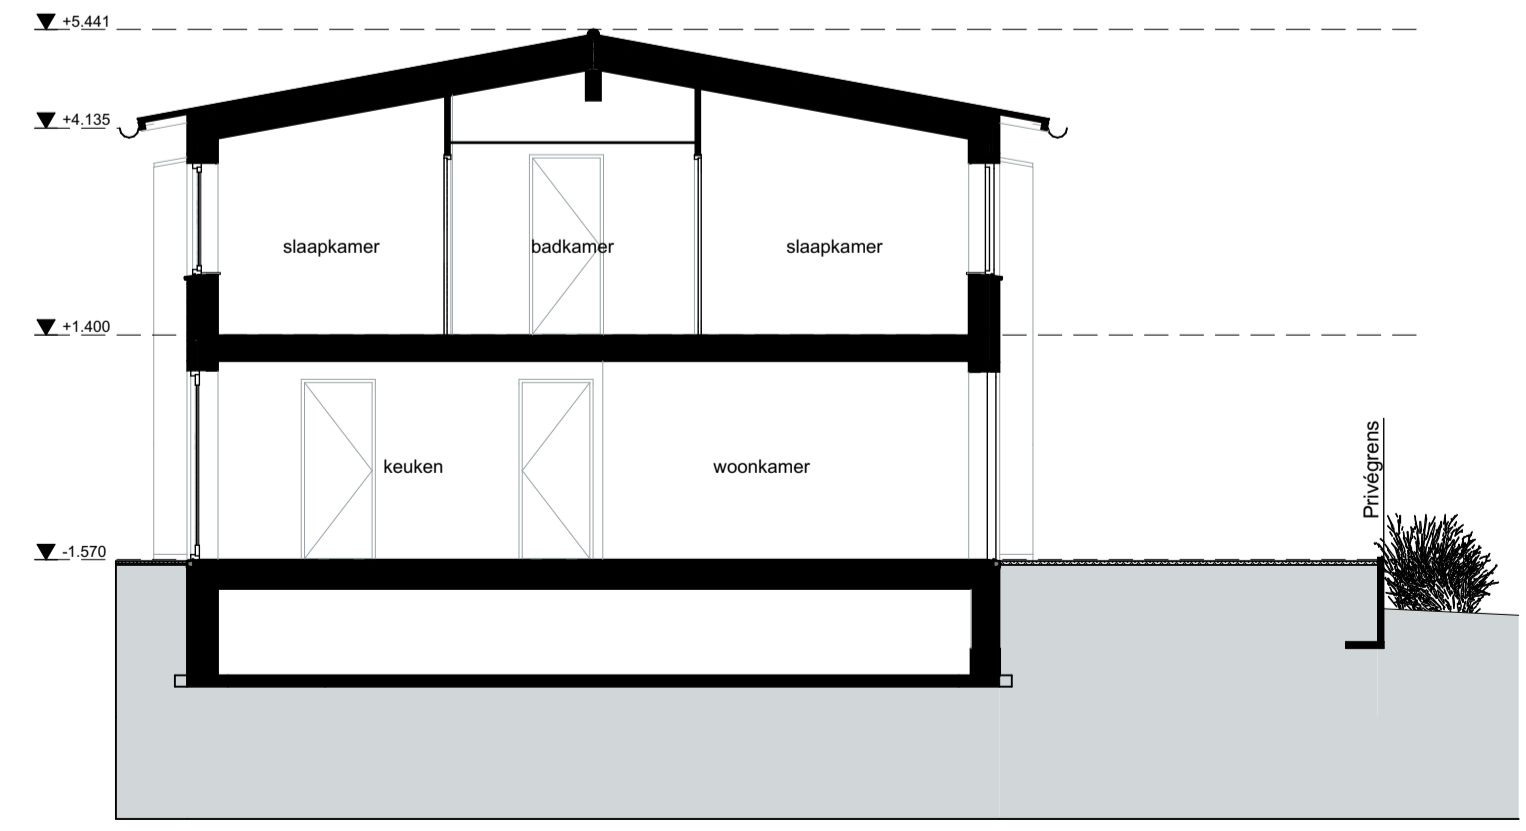 +5.441
+4.135
slaapkamer
badkamer
slaapkamer
+1.400
keuken
woonkamer
Privégrens
-1.570